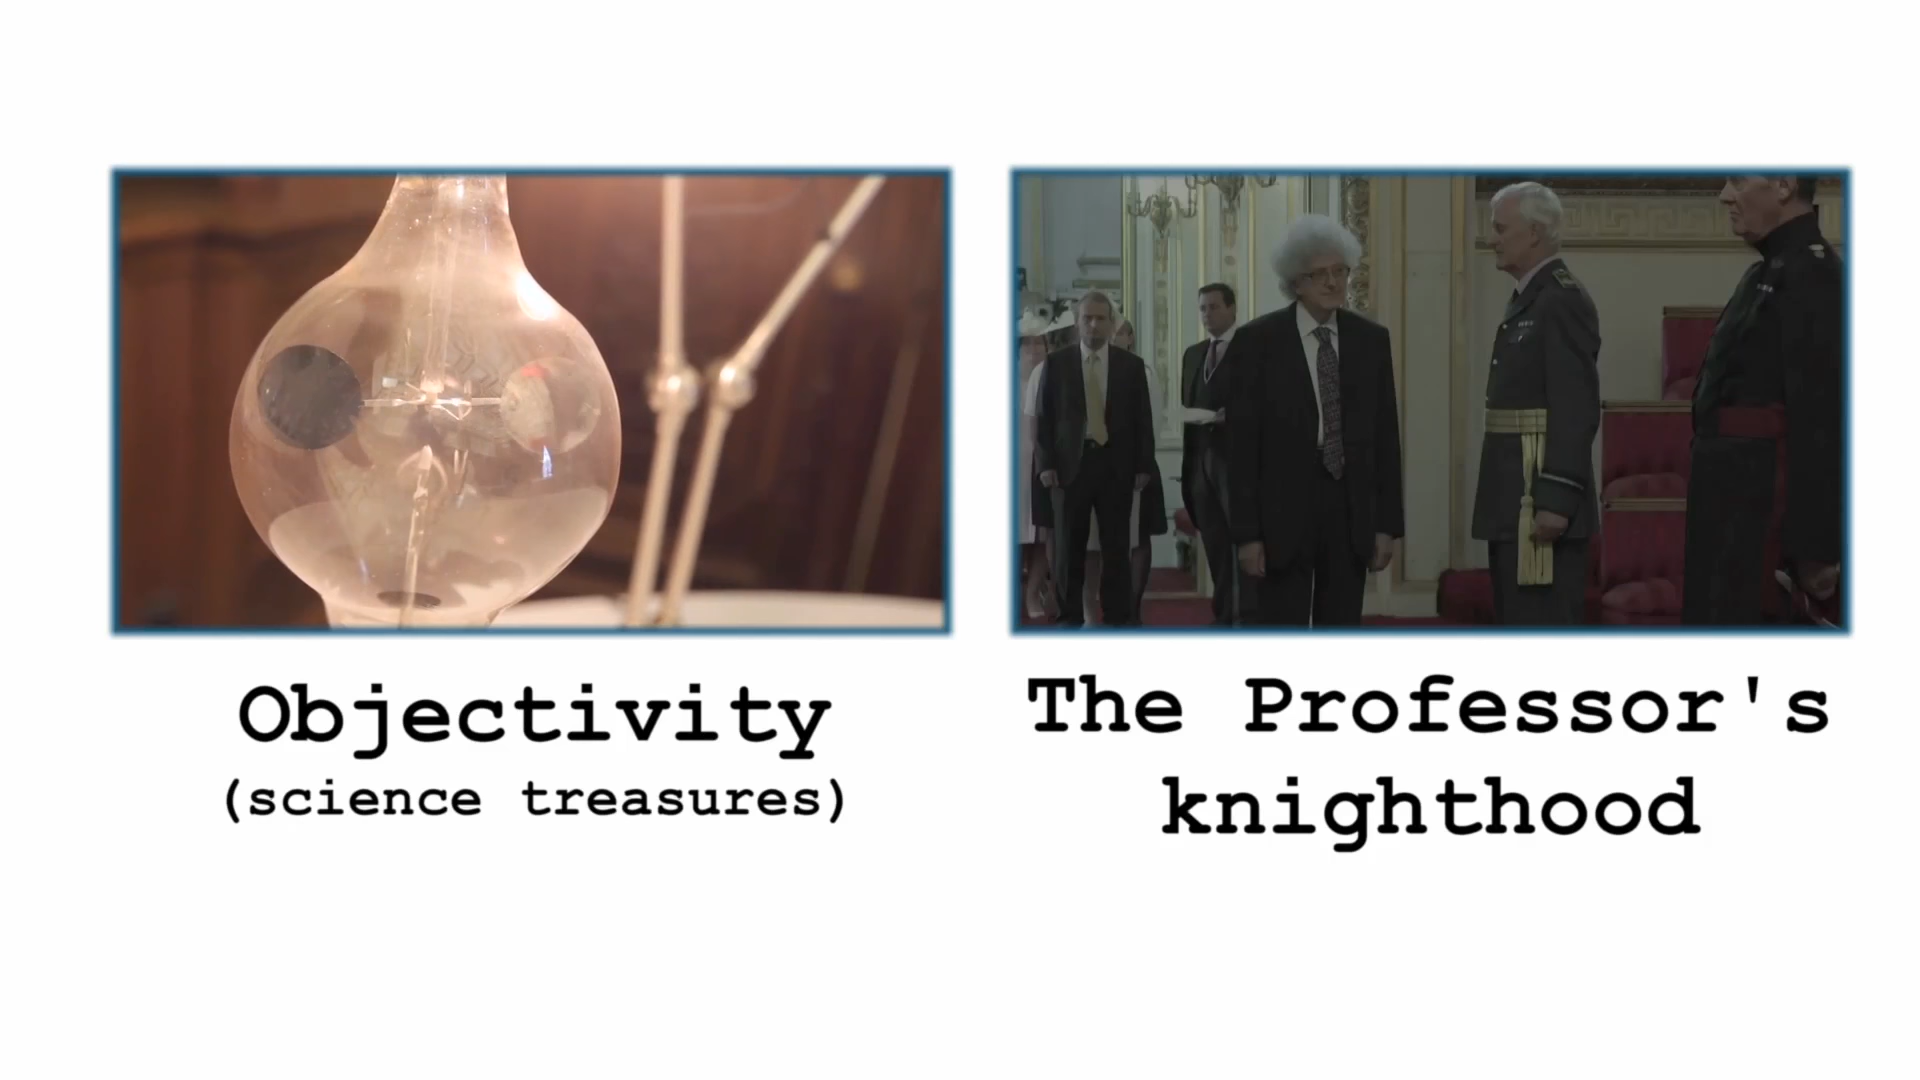 Objectivity
(science treasures)
The Professor's
knighthood